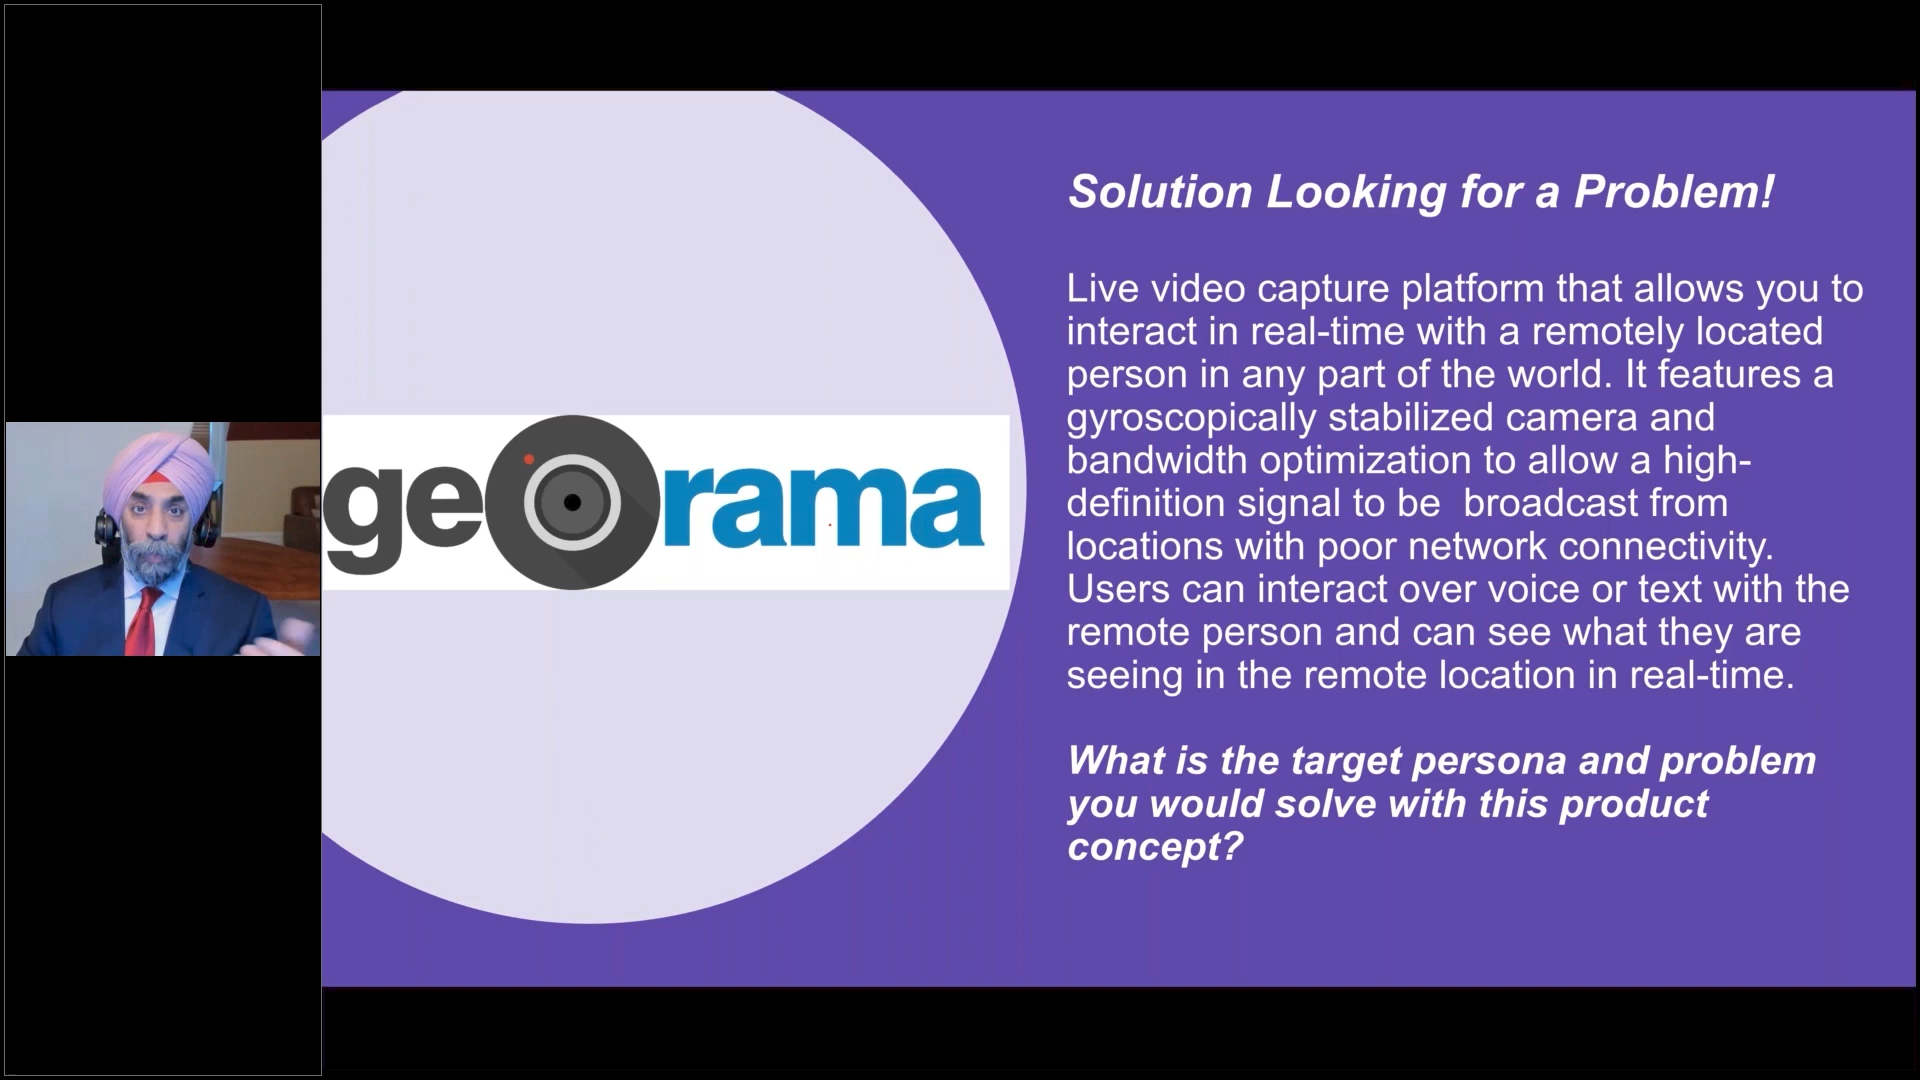 georama
Solution Looking for a Problem!
Live video capture platform that allows you to
interact in real-time with a remotely located
person in any part of the world. It features a
gyroscopically stabilized camera and
bandwidth optimization to allow a high-
definition signal to be  broadcast from
locations with poor network connectivity.
Users can interact over voice or text with the
remote person and can see what they are
seeing in the remote location in real-time.
What is the target persona and problem
you would solve with this product
concept?